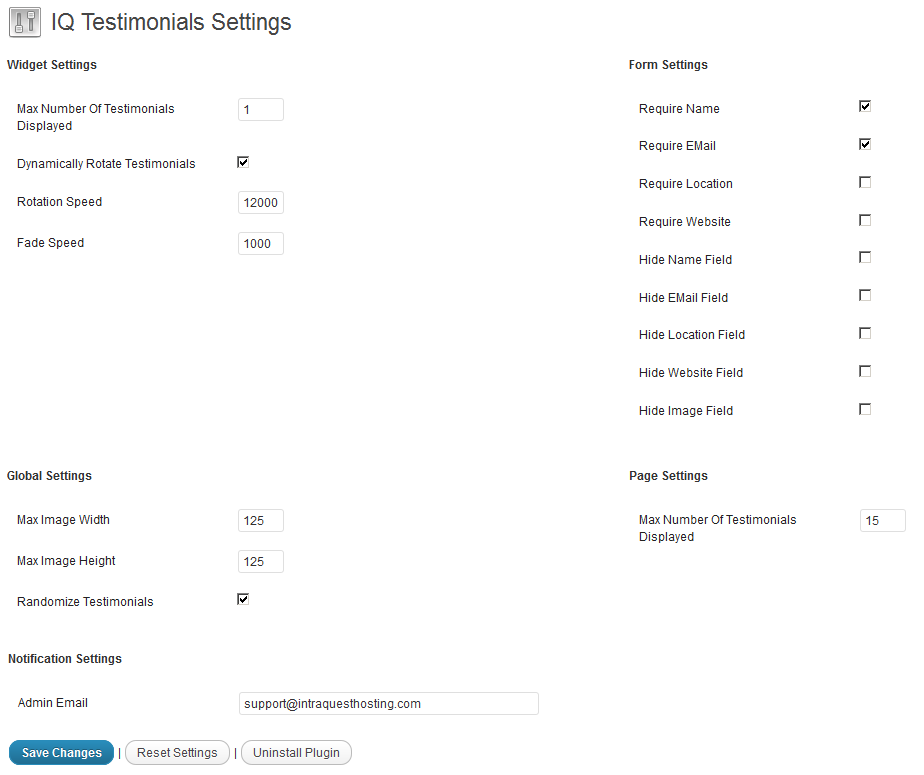 IQ Testimonials Settings
Widget Settings
Max Number Of Testimonials
Displayed
1
Dynamically Rotate Testimonials
Rotation Speed
12000
Fade Speed
1000
Form Settings
Require Name
Require EMail
Require Location
Require Website
Hide Name Field
Hide EMail Field
Hide Location Field
Hide Website Field
Hide Image Field
Global Settings
Max Image Width
125
Max Image Height
125
Randomize Testimonials
Page Settings
Max Number Of Testimonials
Displayed
15
Notification Settings
Admin Email
support@intraquesthosting.com
Save Changes | Reset Settings | Uninstall Plugin